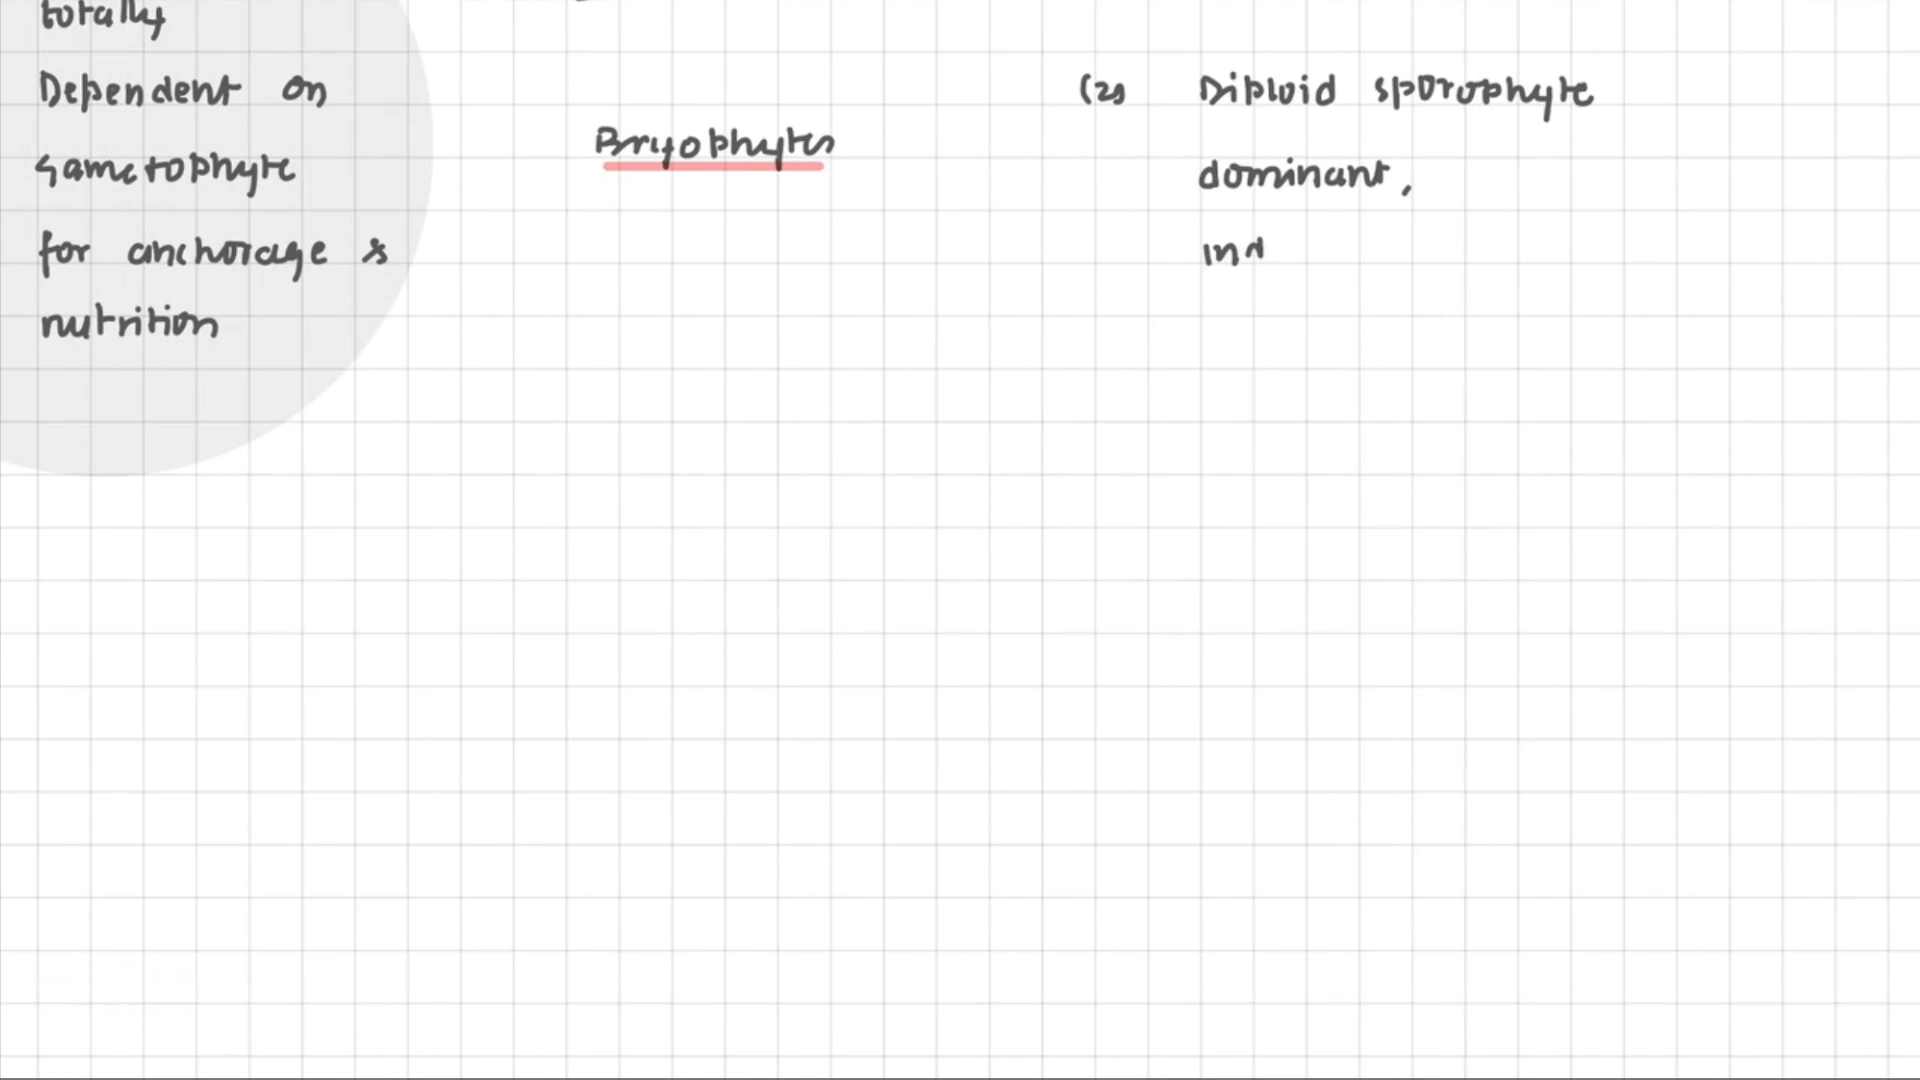 totally
Dependent on
gametophyte
for anchorage &
nutrition
Bryophytes
(2) Diploid sporophyte
dominant,
ind